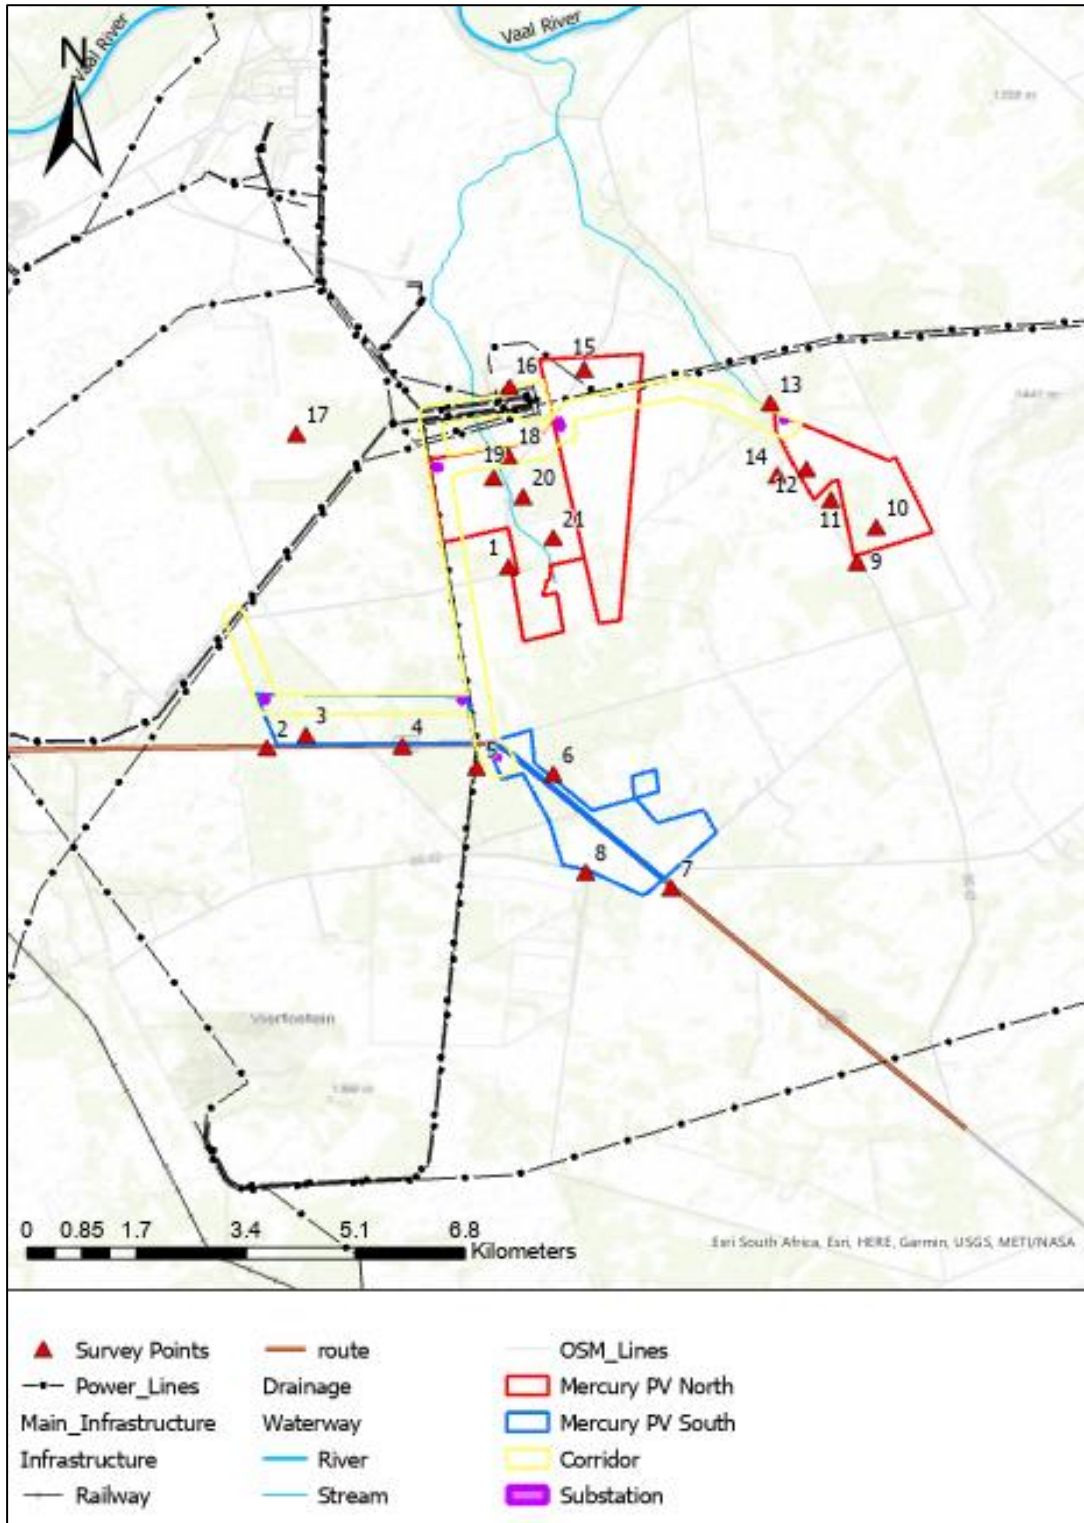 Vaal River
Vaal River
N
15
16
13
17
18
14
19
12
20
11
10
21
1
9
2
3
4
5
6
8
7
0 0.85 1.7 3.4 5.1 6.8
Kilometers
Esri South Africa, Esri, HERE, Garmin, USGS, METI/NASA
Survey Points
Power_Lines
Main_Infrastructure
Infrastructure
Railway
route
Drainage
Waterway
River
Stream
OSM_Lines
Mercury PV North
Mercury PV South
Corridor
Substation